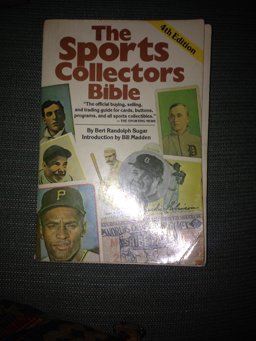 4th Edition
The
Sports
Collectors
Bible
"The official buying, selling,
and trading guide for cards, buttons,
programs, and all sports collectibles."
— THE SPORTING NEWS
By Bert Randolph Sugar
Introduction by Bill Madden